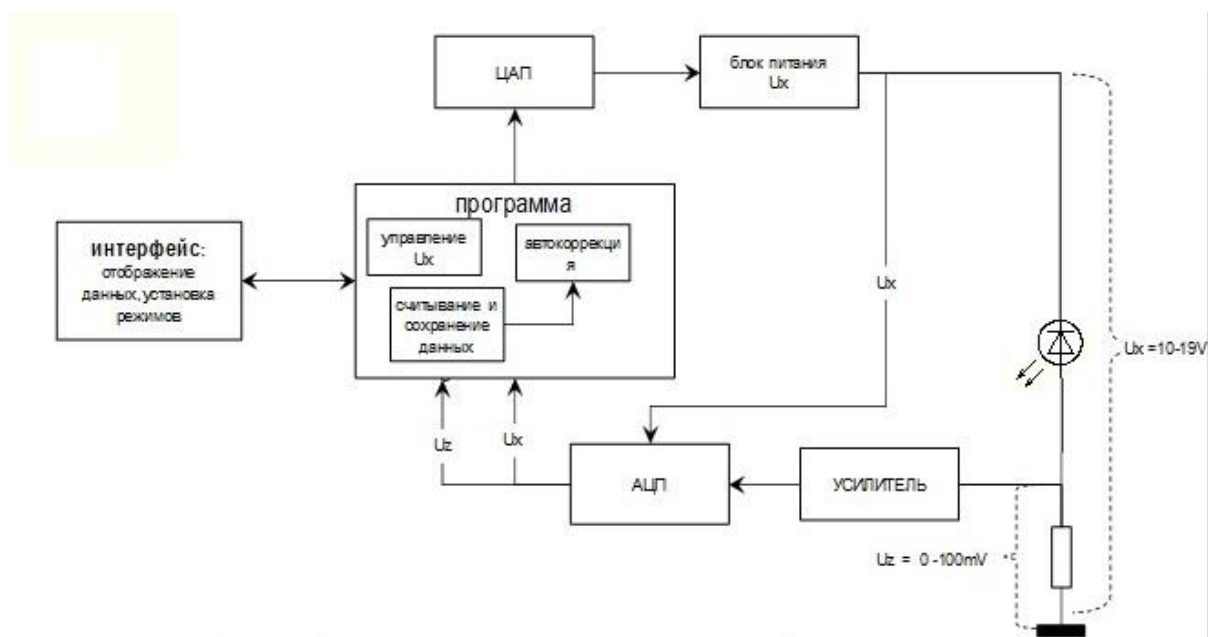 ЦАП
блок питания
Ux
программа
управление
Ux
автокоррекци
я
считывание и
сохранение
данных
интерфейс:
отображение
данных, установка
режимов
Ux
Ux =10-19V
Uz
Ux
АЦП
УСИЛИТЕЛЬ
Uz = 0 -100mV